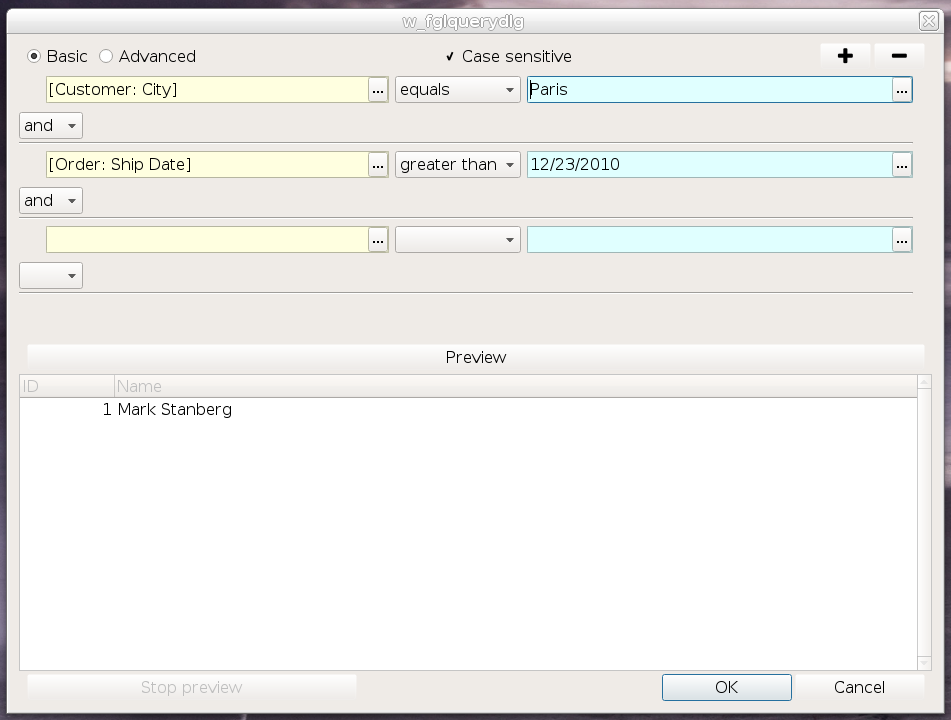 w_fglquerydlg
Basic Advanced ✓ Case sensitive + −
[Customer: City] ... equals Paris ...
and
[Order: Ship Date] ... greater than 12/23/2010 ...
and
... ...
Preview
ID Name
1 Mark Stanberg
Stop preview OK Cancel